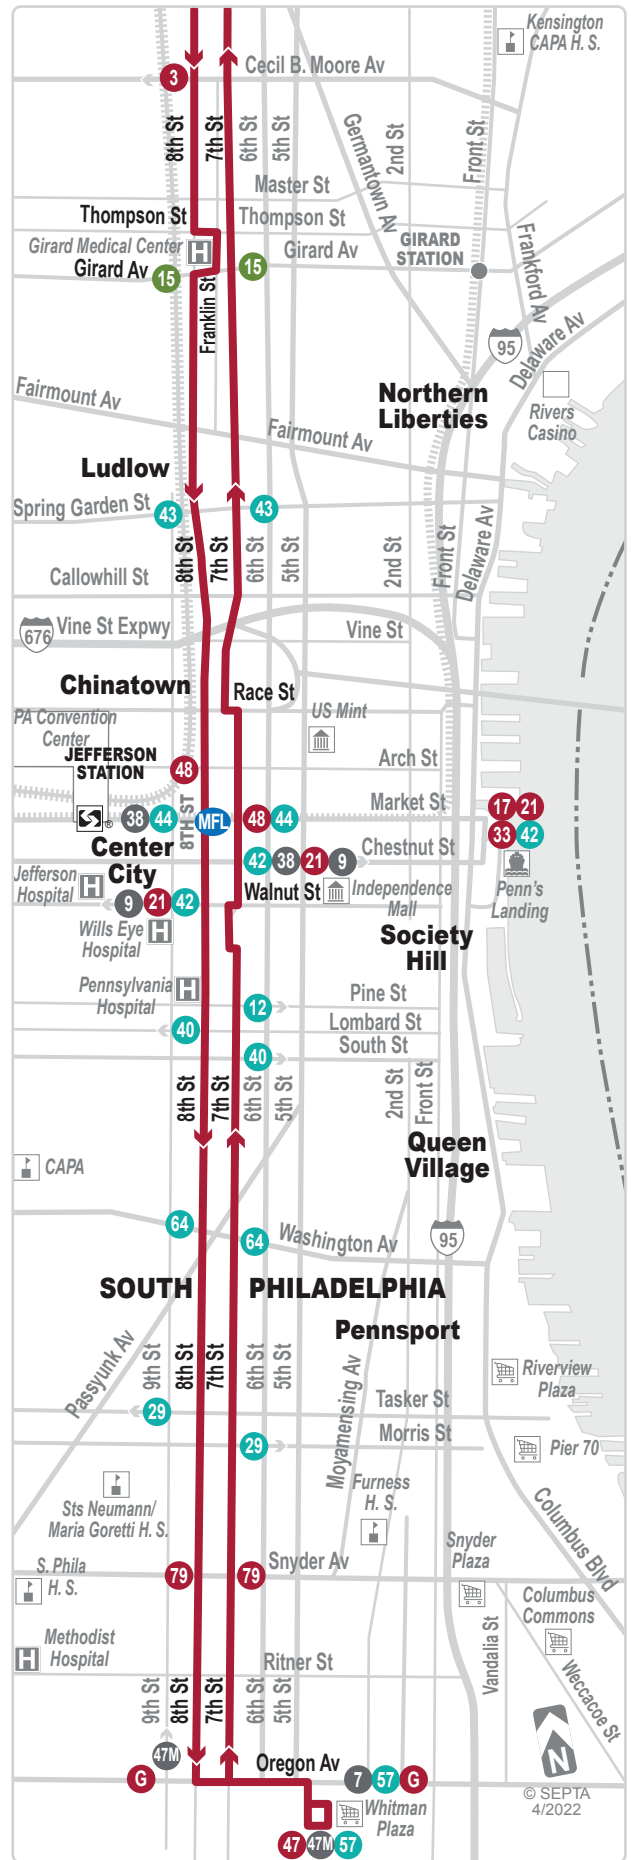 Kensington
CAPA H. S.
Cecil B. Moore Av
3
8th St
7th St
6th St
5th St
Germantown Av
2nd St
Front St
Master St
Thompson St
Thompson St
Girard Medical Center
H
Girard Av
GIRARD
STATION
Frankford Av
Girard Av
15
15
Franklin St
95
Delaware Av
Fairmount Av
Northern
Liberties
Rivers
Casino
Fairmount Av
Ludlow
Spring Garden St
43
43
8th St
7th St
6th St
5th St
2nd St
Front St
Delaware Av
Callowhill St
676
Vine St Expwy
Vine St
Chinatown
Race St
PA Convention
Center
US Mint
JEFFERSON
STATION
48
Arch St
Market St
17
21
®
38
44
8TH ST
MFL
48
44
33
42
Center
City
Chestnut St
42
38
21
9
Jefferson
Hospital
H
Walnut St
Independence
Mall
Penn's
Landing
9
21
42
Wills Eye
Hospital
H
Society
Hill
Pennsylvania
Hospital
H
Pine St
12
Lombard St
40
South St
40
8th St
7th St
6th St
5th St
2nd St
Front St
Queen
Village
CAPA
64
64
Washington Av
95
SOUTH PHILADELPHIA
Pennsport
Passyunk Av
9th St
8th St
7th St
6th St
5th St
Moyamensing Av
Riverview
Plaza
Tasker St
29
Morris St
29
Pier 70
Sts Neumann/
Maria Goretti H. S.
Furness
H. S.
Columbus Blvd
Snyder
Plaza
S. Phila
H. S.
79
79
Snyder Av
Columbus
Commons
Methodist
Hospital
H
Ritner St
Vandalia St
Weccacoe St
9th St
8th St
7th St
6th St
5th St
47M
Oregon Av
G
7
57
G
N
© SEPTA
4/2022
Whitman
Plaza
47
47M
57